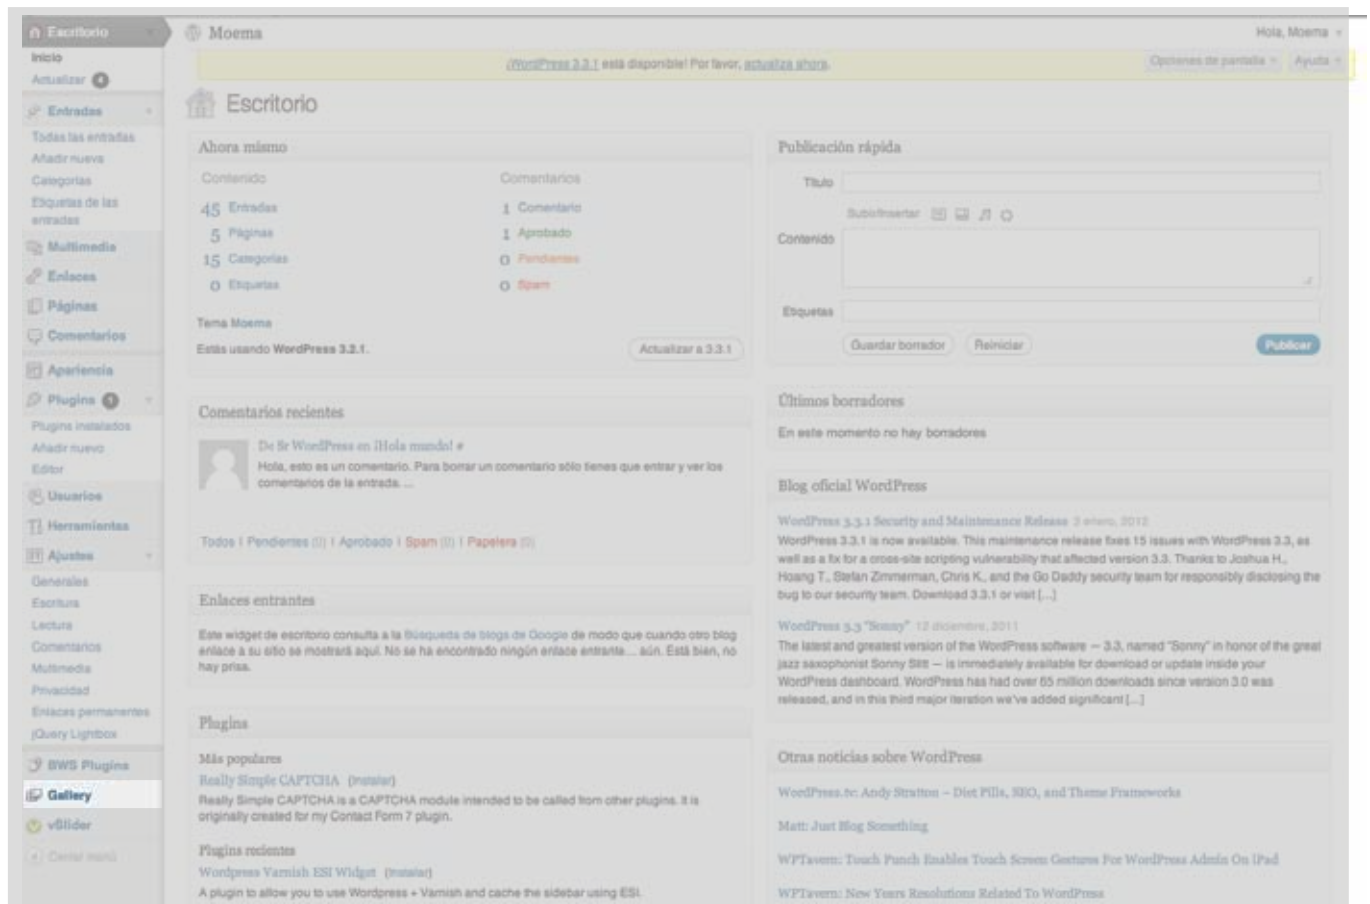 Escritorio
Inicio
Actualizar 4
Entradas
Todas las entradas
Añadir nueva
Categorías
Etiquetas de las
entradas
Multimedia
Enlaces
Páginas
Comentarios
Apariencia
Plugins 1
Plugins instalados
Añadir nuevo
Editor
Usuarios
Herramientas
Ajustes
Generales
Escritura
Lectura
Comentarios
Multimedia
Privacidad
Enlaces permanentes
jQuery Lightbox
BWS Plugins
Gallery
vSlider
Cerrar menú
Moema
Hola, Moema
¡WordPress 3.3.1 está disponible! Por favor, actualiza ahora.
Opciones de pantalla
Ayuda
Escritorio
Ahora mismo
Contenido
Comentarios
45 Entradas
1 Comentario
5 Páginas
1 Aprobado
15 Categorías
0 Pendientes
0 Etiquetas
0 Spam
Tema Moema
Estás usando WordPress 3.2.1.
Actualizar a 3.3.1
Comentarios recientes
De Sr WordPress en ¡Hola mundo! #
Hola, esto es un comentario. Para borrar un comentario sólo tienes que entrar y ver los
comentarios de la entrada. ...
Todos | Pendientes (0) | Aprobado | Spam (0) | Papelera (0)
Enlaces entrantes
Este widget de escritorio consulta a la Búsqueda de blogs de Google de modo que cuando otro blog
enlace a su sitio se mostrará aquí. No se ha encontrado ningún enlace entrante... aún. Está bien, no
hay prisa.
Plugins
Más populares
Really Simple CAPTCHA (Instalar)
Really Simple CAPTCHA is a CAPTCHA module intended to be called from other plugins. It is
originally created for my Contact Form 7 plugin.
Plugins recientes
Wordpress Varnish ESI Widget (Instalar)
A plugin to allow you to use Wordpress + Varnish and cache the sidebar using ESI.
Publicación rápida
Título
Subir/Insertar
Contenido
Etiquetas
Guardar borrador
Reiniciar
Publicar
Últimos borradores
En este momento no hay borradores
Blog oficial WordPress
WordPress 3.3.1 Security and Maintenance Release 3 enero, 2012
WordPress 3.3.1 is now available. This maintenance release fixes 15 issues with WordPress 3.3, as
well as a fix for a cross-site scripting vulnerability that affected version 3.3. Thanks to Joshua H.,
Hoang T., Stefan Zimmerman, Chris K., and the Go Daddy security team for responsibly disclosing the
bug to our security team. Download 3.3.1 or visit [...]
WordPress 3.3 “Sonny” 12 diciembre, 2011
The latest and greatest version of the WordPress software — 3.3, named “Sonny” in honor of the great
jazz saxophonist Sonny Stitt — is immediately available for download or update inside your
WordPress dashboard. WordPress has had over 65 million downloads since version 3.0 was
released, and in this third major iteration we've added significant [...]
Otras noticias sobre WordPress
WordPress.tv: Andy Stratton – Diet Pills, SEO, and Theme Frameworks
Matt: Just Blog Something
WPTavern: Touch Punch Enables Touch Screen Gestures For WordPress Admin On iPad
WPTavern: New Years Resolutions Related To WordPress